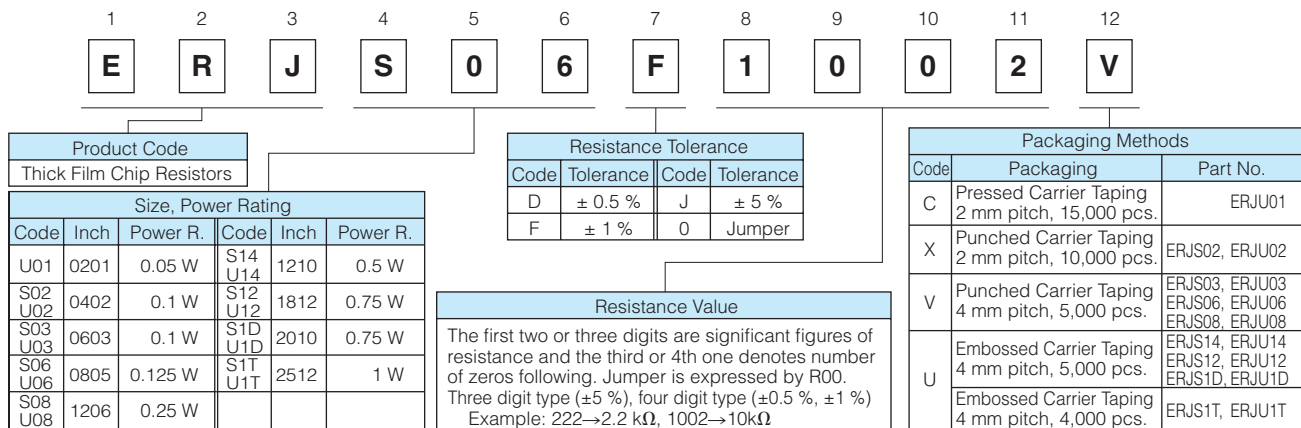 1 2 3 4 5 6 7 8 9 10 11 12
E R J S 0 6 F 1 0 0 2 V
Product Code
Thick Film Chip Resistors
Size, Power Rating
Code Inch Power R. Code Inch Power R.
U01 0201 0.05 W S14 U14 1210 0.5 W
S02 U02 0402 0.1 W S12 U12 1812 0.75 W
S03 U03 0603 0.1 W S1D U1D 2010 0.75 W
S06 U06 0805 0.125 W S1T U1T 2512 1 W
S08 U08 1206 0.25 W
Resistance Tolerance
Code Tolerance Code Tolerance
D ± 0.5 % J ± 5 %
F ± 1 % 0 Jumper
Resistance Value
The first two or three digits are significant figures of
resistance and the third or 4th one denotes number
of zeros following. Jumper is expressed by R00.
Three digit type (±5 %), four digit type (±0.5 %, ±1 %)
Example: 222→2.2 kΩ, 1002→10kΩ
Packaging Methods
Code Packaging Part No.
C Pressed Carrier Taping
2 mm pitch, 15,000 pcs. ERJU01
X Punched Carrier Taping
2 mm pitch, 10,000 pcs. ERJS02, ERJU02
V Punched Carrier Taping
4 mm pitch, 5,000 pcs. ERJS03, ERJU03
ERJS06, ERJU06
ERJS08, ERJU08
U Embossed Carrier Taping
4 mm pitch, 5,000 pcs. ERJS14, ERJU14
ERJS12, ERJU12
ERJS1D, ERJU1D
Embossed Carrier Taping
4 mm pitch, 4,000 pcs. ERJS1T, ERJU1T